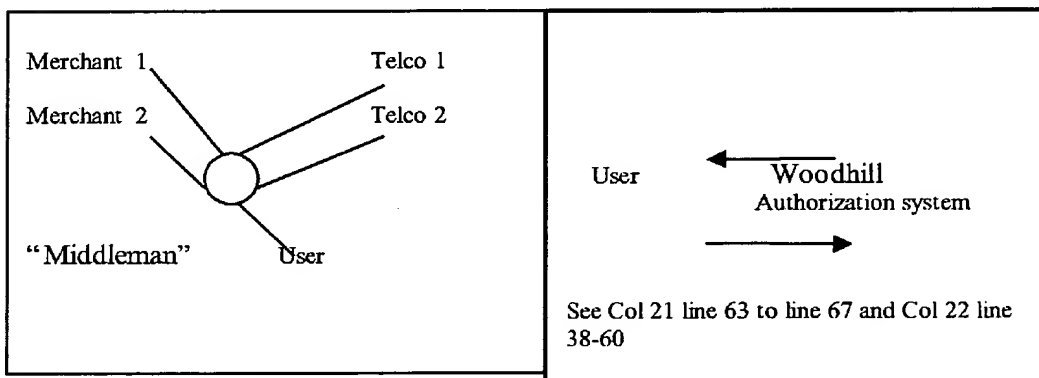 Merchant 1 Telco 1
Merchant 2 Telco 2
"Middleman" User
User Woodhill
Authorization system
See Col 21 line 63 to line 67 and Col 22 line
38-60